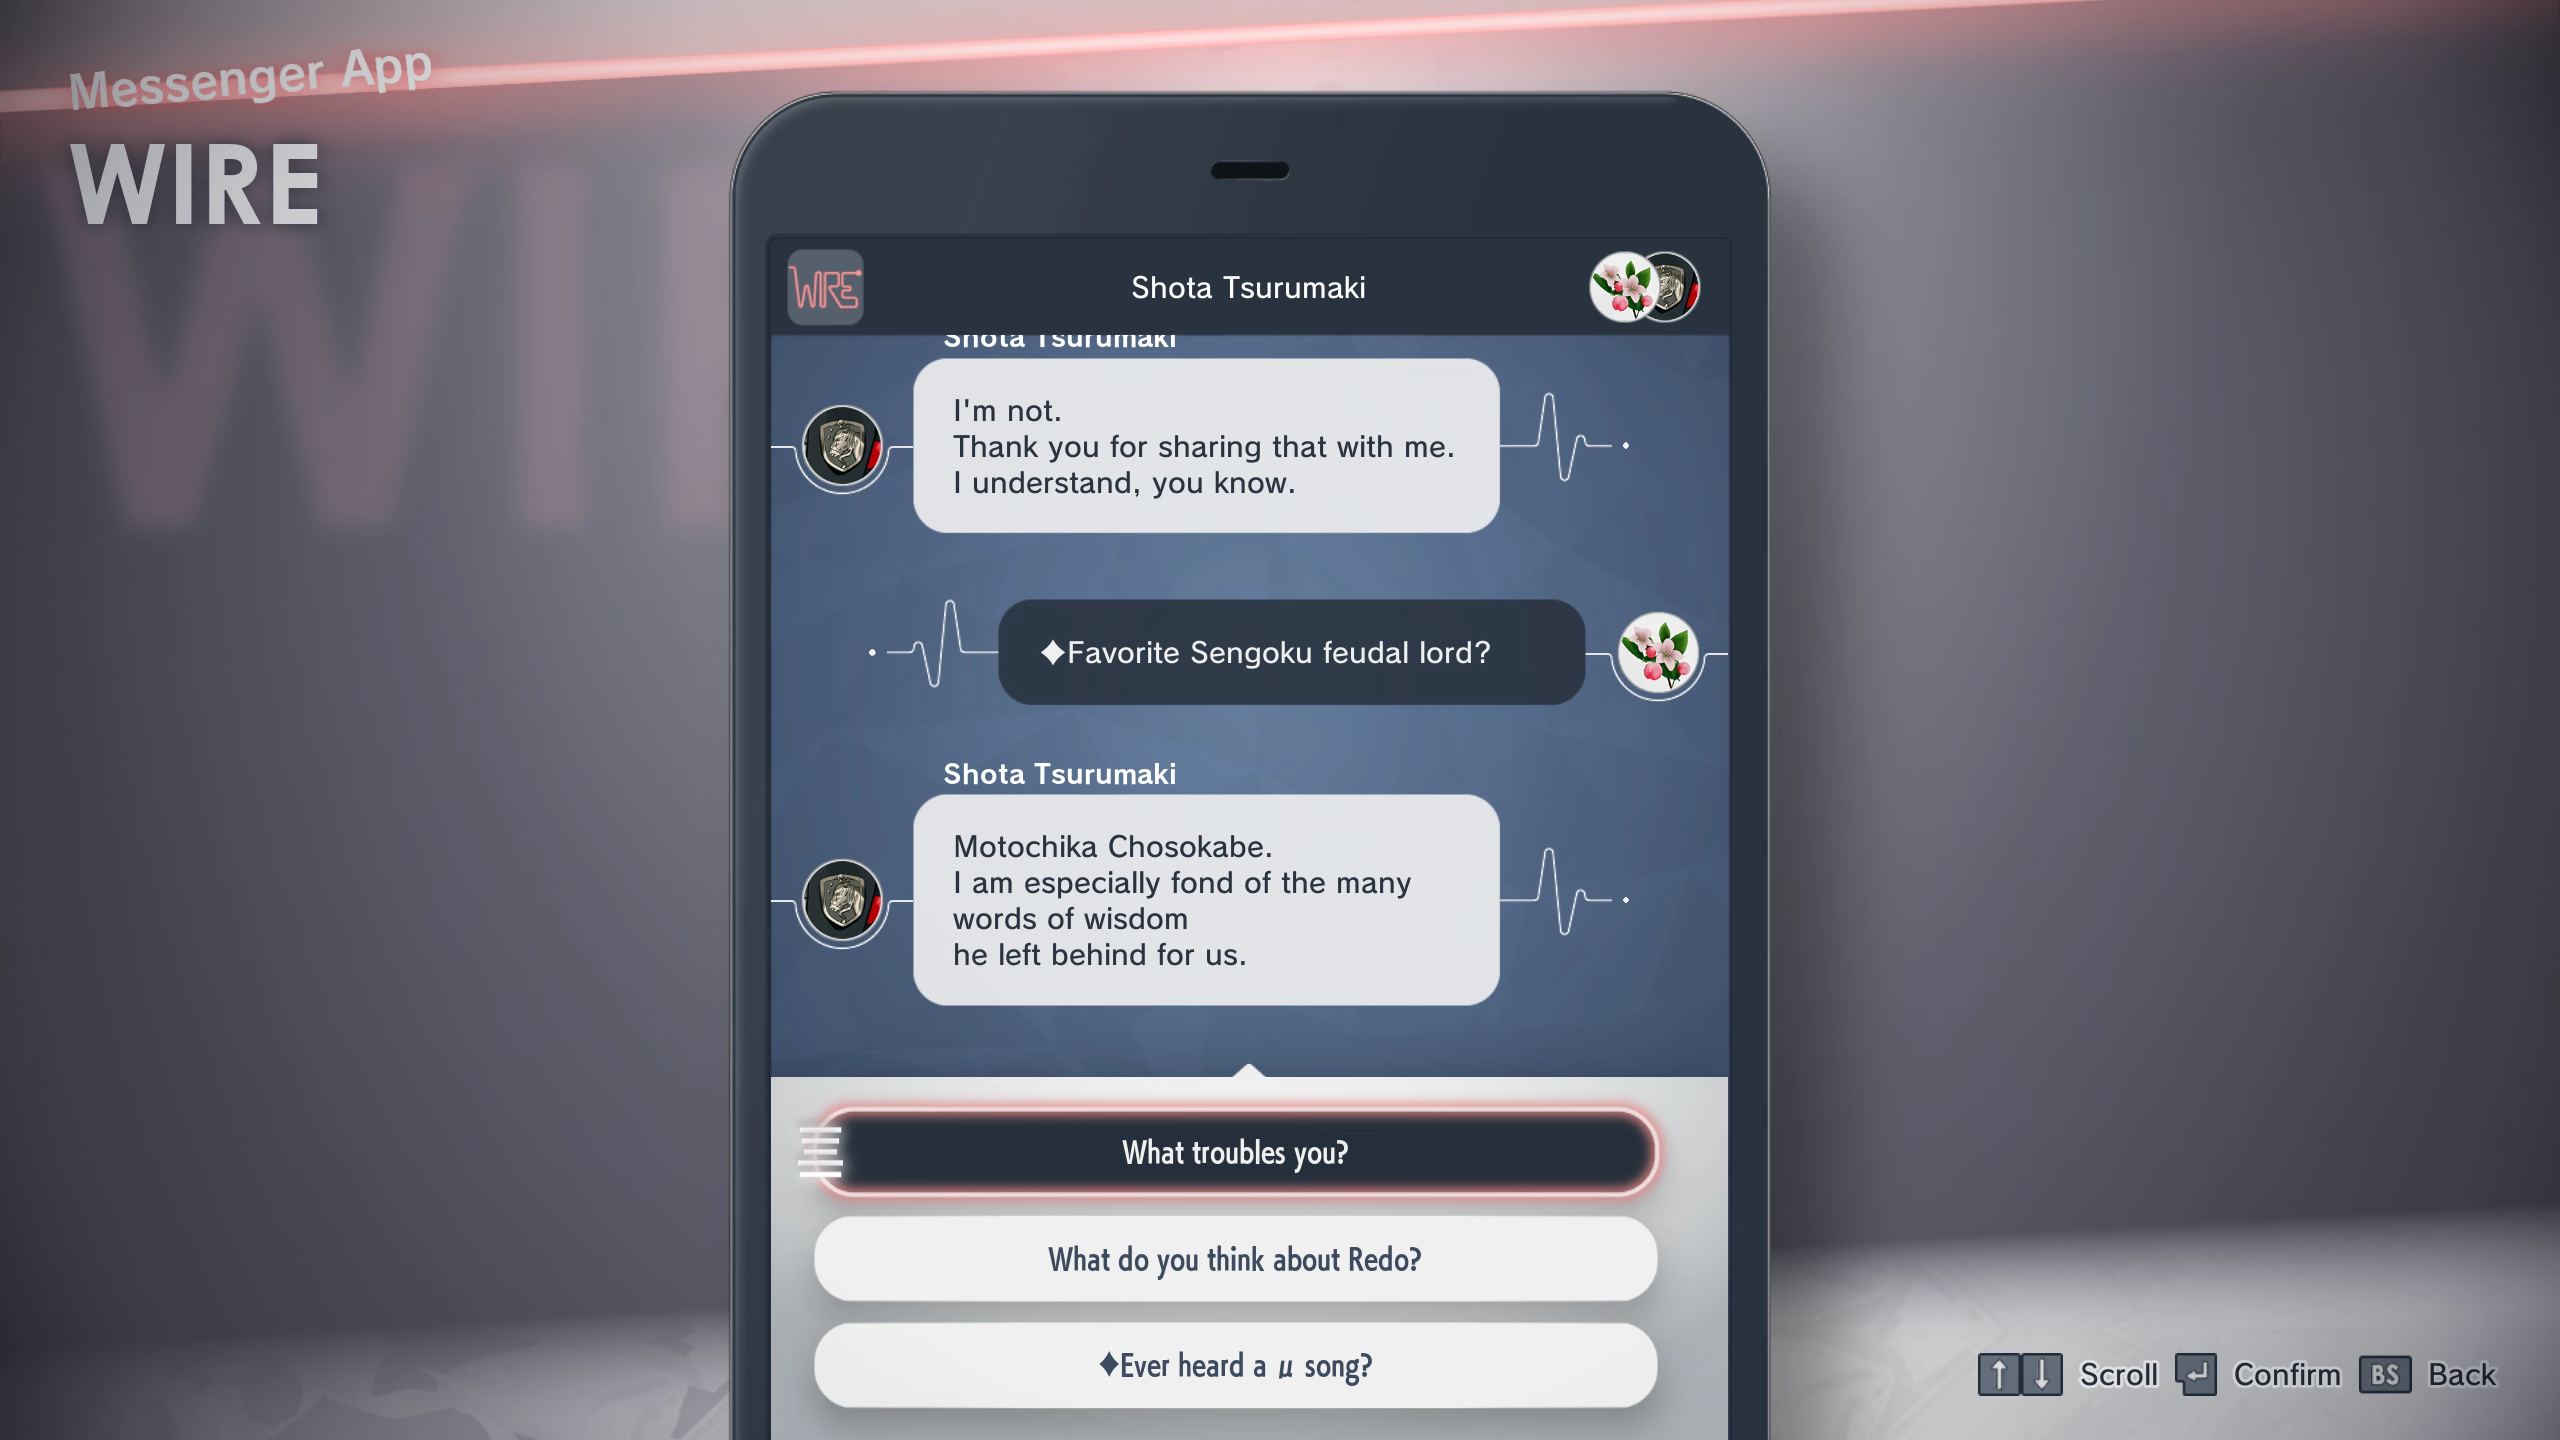 Messenger App
WIRE
WIRE
Shota Tsurumaki
Shota Tsurumaki
I'm not.
Thank you for sharing that with me.
I understand, you know.
♦Favorite Sengoku feudal lord?
Shota Tsurumaki
Motochika Chosokabe.
I am especially fond of the many
words of wisdom
he left behind for us.
What troubles you?
What do you think about Redo?
♦Ever heard a μ song?
↑ ↓ Scroll ↵ Confirm BS Back